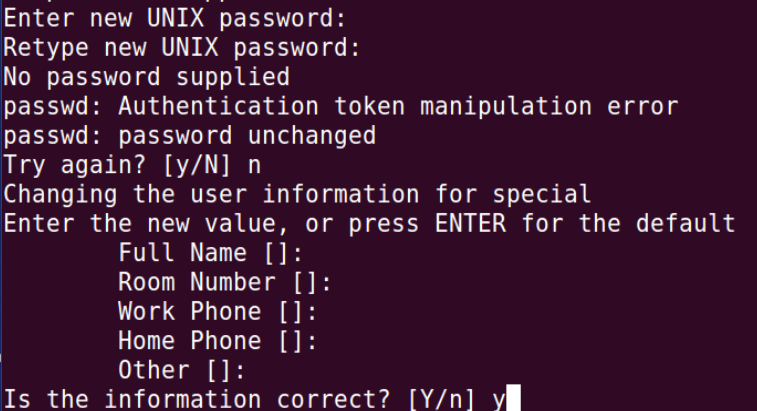 Enter new UNIX password:
Retype new UNIX password:
No password supplied
passwd: Authentication token manipulation error
passwd: password unchanged
Try again? [y/N] n
Changing the user information for special
Enter the new value, or press ENTER for the default
Full Name []:
Room Number []:
Work Phone []:
Home Phone []:
Other []:
Is the information correct? [Y/n] y